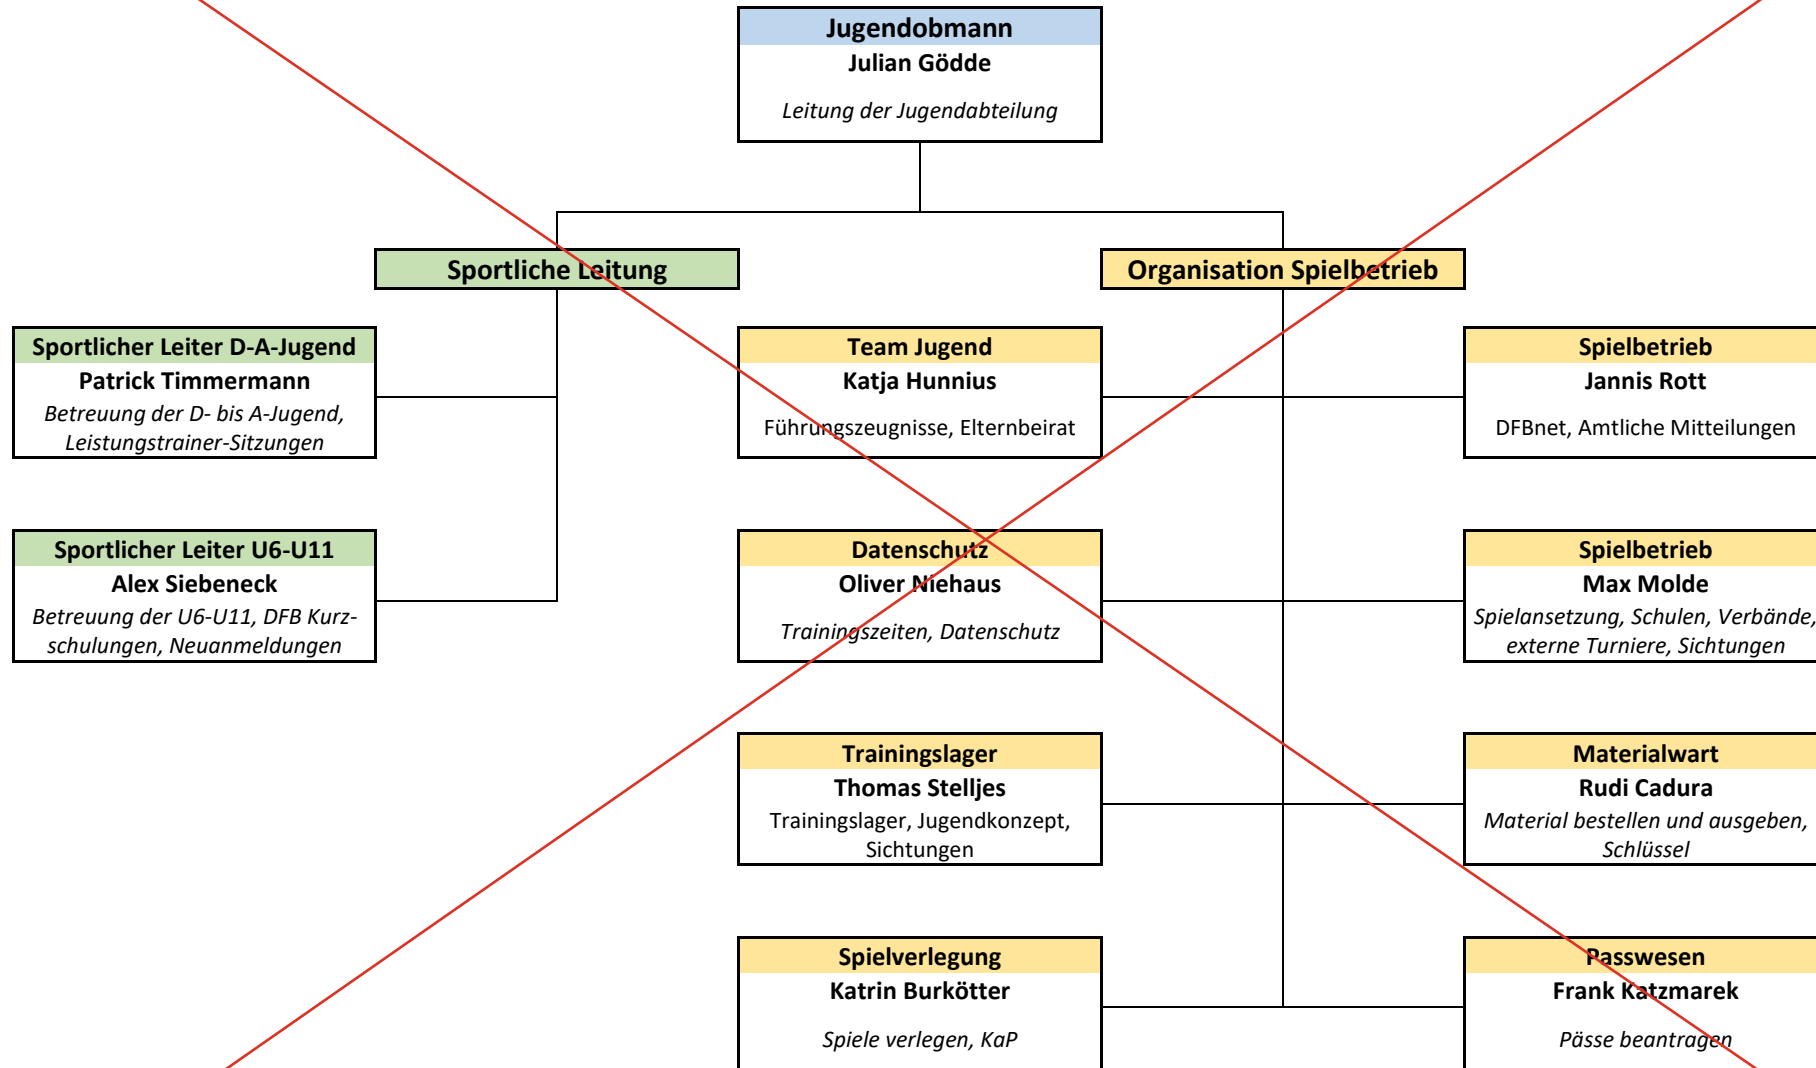 Jugendobmann
Julian Gödde
Leitung der Jugendabteilung
Sportliche Leitung
Organisation Spielbetrieb
Sportlicher Leiter D-A-Jugend
Patrick Timmermann
Betreuung der D- bis A-Jugend,
Leistungstrainer-Sitzungen
Team Jugend
Katja Hunnius
Führungszeugnisse, Elternbeirat
Spielbetrieb
Jannis Rott
DFBnet, Amtliche Mitteilungen
Sportlicher Leiter U6-U11
Alex Siebeneck
Betreuung der U6-U11, DFB Kurz-
schulungen, Neuanmeldungen
Datenschutz
Oliver Niehaus
Trainingszeiten, Datenschutz
Spielbetrieb
Max Molde
Spielansetzung, Schulen, Verbände,
externe Turniere, Sichtungen
Trainingslager
Thomas Stelljes
Trainingslager, Jugendkonzept,
Sichtungen
Materialwart
Rudi Cadura
Material bestellen und ausgeben,
Schlüssel
Spielverlegung
Katrin Burkötter
Spiele verlegen, KaP
Passwesen
Frank Katzmarek
Pässe beantragen